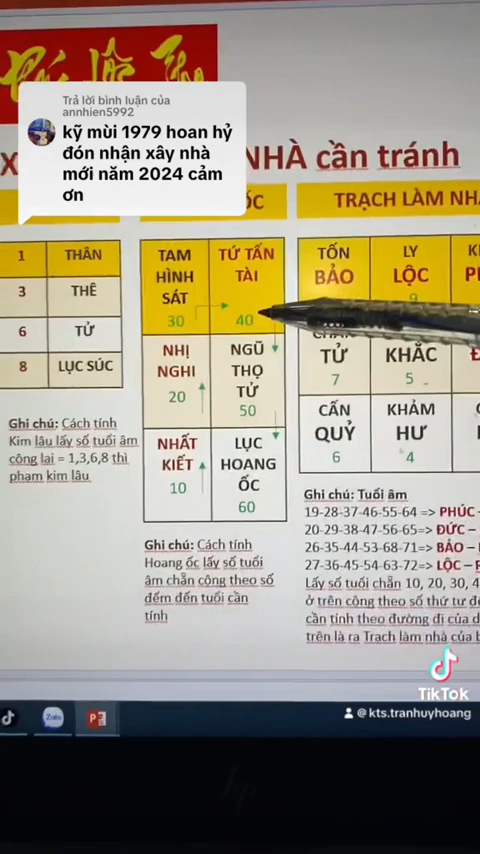 Trả lời bình luận của
annhien5992
kỹ mùi 1979 hoan hỷ
đón nhận xây nhà
mới năm 2024 cảm
ơn
X
NHÀ cần tránh
ỐC
TRẠCH LÀM NHÀ
1 THÂN
3 THÊ
6 TỬ
8 LỤC SÚC
Ghi chú: Cách tính
Kim lâu lấy số tuổi âm
cộng lại = 1,3,6,8 thì
phạm kim lâu
TAM
HÌNH
SÁT
30
TỨ TẤN
TÀI
40
NHỊ
NGHI
20
NGŨ
THỌ
TỬ
50
NHẤT
KIẾT
10
LỤC
HOANG
ỐC
60
Ghi chú: Cách tính
Hoang ốc lấy số tuổi
âm chẵn cộng theo số
đếm đến tuổi cần
tính
TỐN
BẢO
LY
LỘC
9
TỬ
7
KHẮC
5
CẤN
QUỶ
6
KHẢM
HƯ
4
Ghi chú: Tuổi âm
19-28-37-46-55-64 => PHÚC -
20-29-38-47-56-65=> ĐỨC –
26-35-44-53-68-71=> BẢO –
27-36-45-54-63-72=> LỘC –
Lấy số tuổi chẵn 10, 20, 30, 4
ở trên cộng theo số thứ tự đ
cần tính theo đường đi của d
trên là ra Trạch làm nhà của b
TikTok
@kts.tranhuyhoang
Zalo
hp